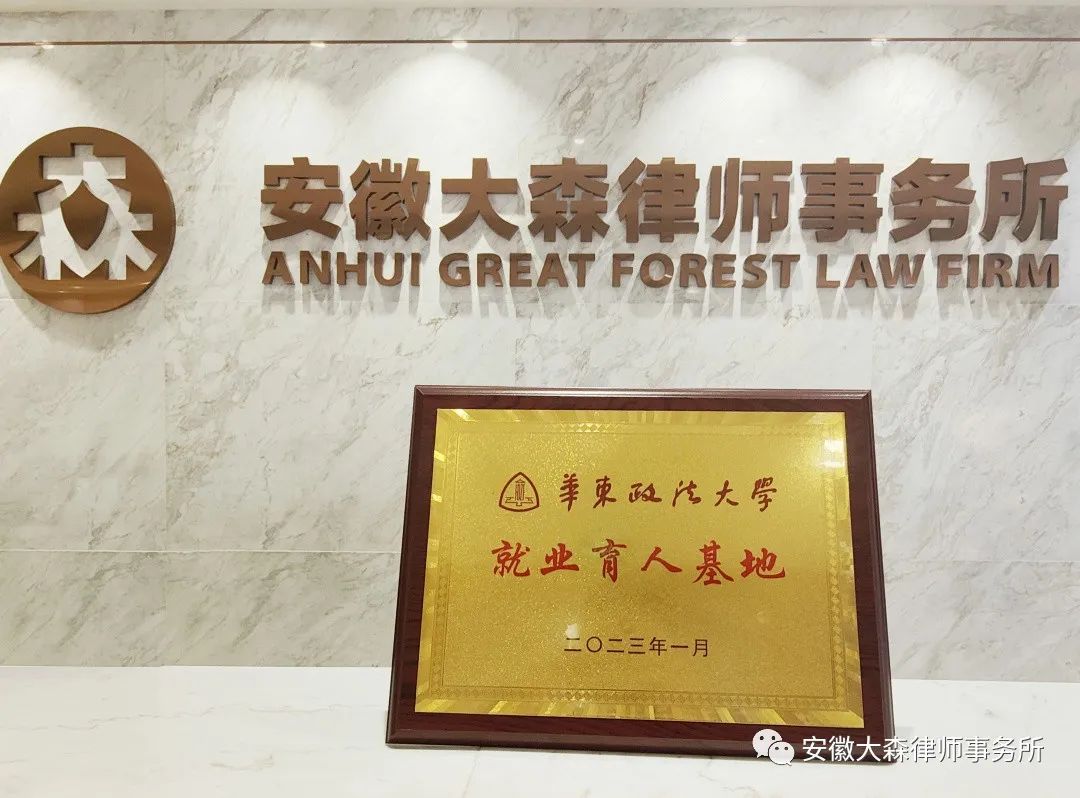 森
安徽大森律师事务所
ANHUI GREAT FOREST LAW FIRM
華東政法大學
就业育人基地
二〇二三年一月
安徽大森律师事务所